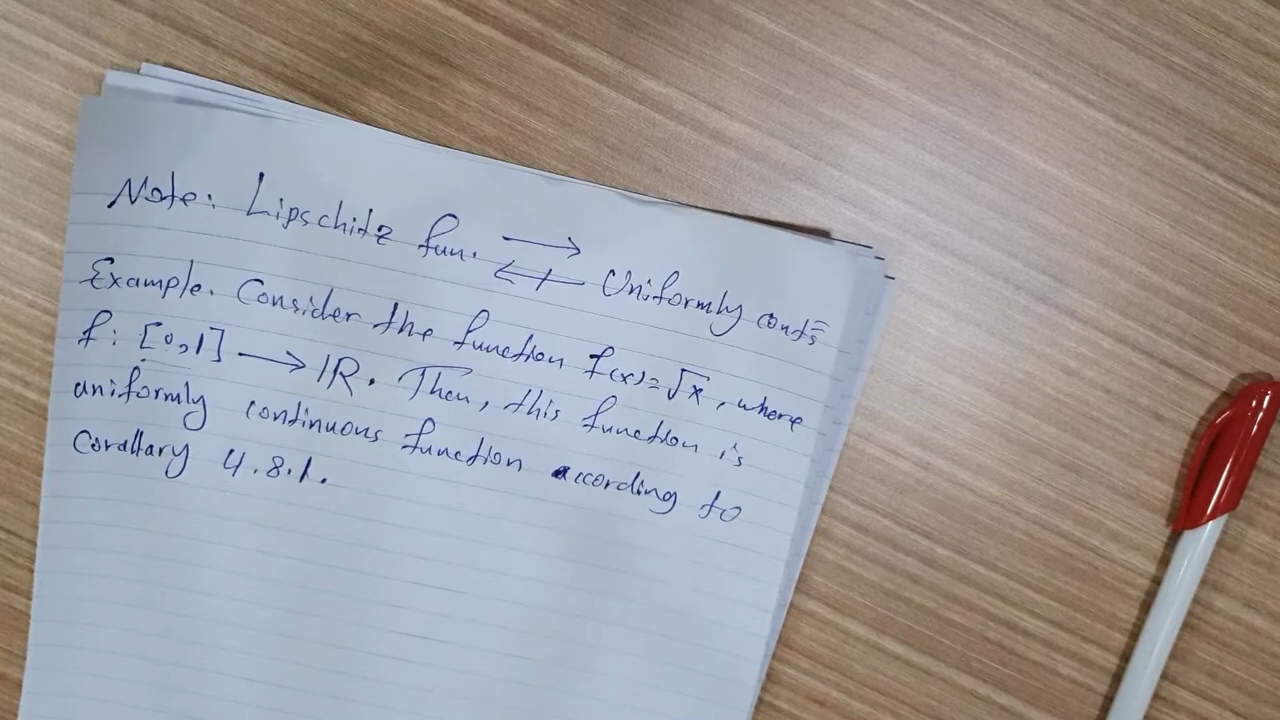 Note: Lipschitz fun. ⟶ ⟵̸ Uniformly conts
Example. Consider the function f(x)=√x, where
f: [0,1] ⟶ IR. Then, this function is
uniformly continuous function according to
Corollary 4.8.1.